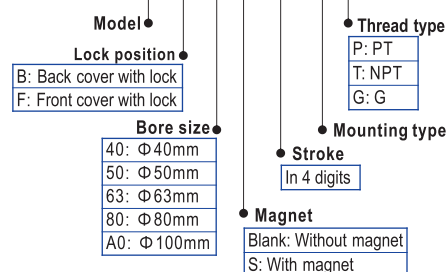 Model
Lock position
B: Back cover with lock
F: Front cover with lock
Bore size
40: Φ40mm
50: Φ50mm
63: Φ63mm
80: Φ80mm
A0: Φ100mm
Magnet
Blank: Without magnet
S: With magnet
Stroke
In 4 digits
Mounting type
Thread type
P: PT
T: NPT
G: G